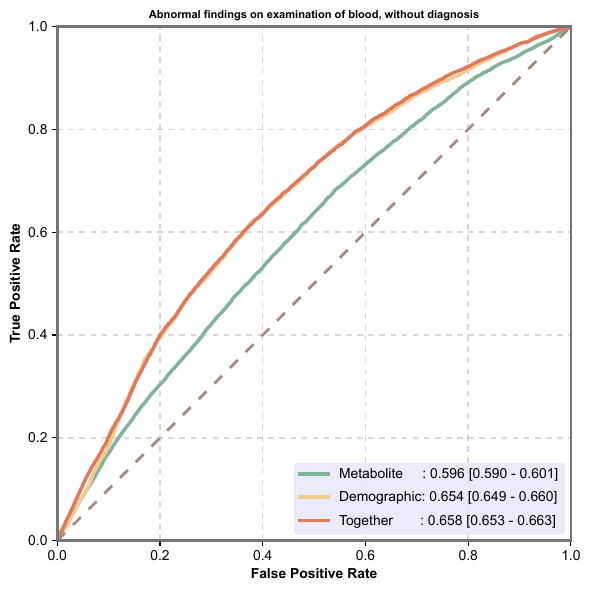 Abnormal findings on examination of blood, without diagnosis
True Positive Rate
1.0
0.8
0.6
0.4
0.2
0.0
Metabolite : 0.596 [0.590 - 0.601]
Demographic: 0.654 [0.649 - 0.660]
Together : 0.658 [0.653 - 0.663]
0.0 0.2 0.4 0.6 0.8 1.0
False Positive Rate